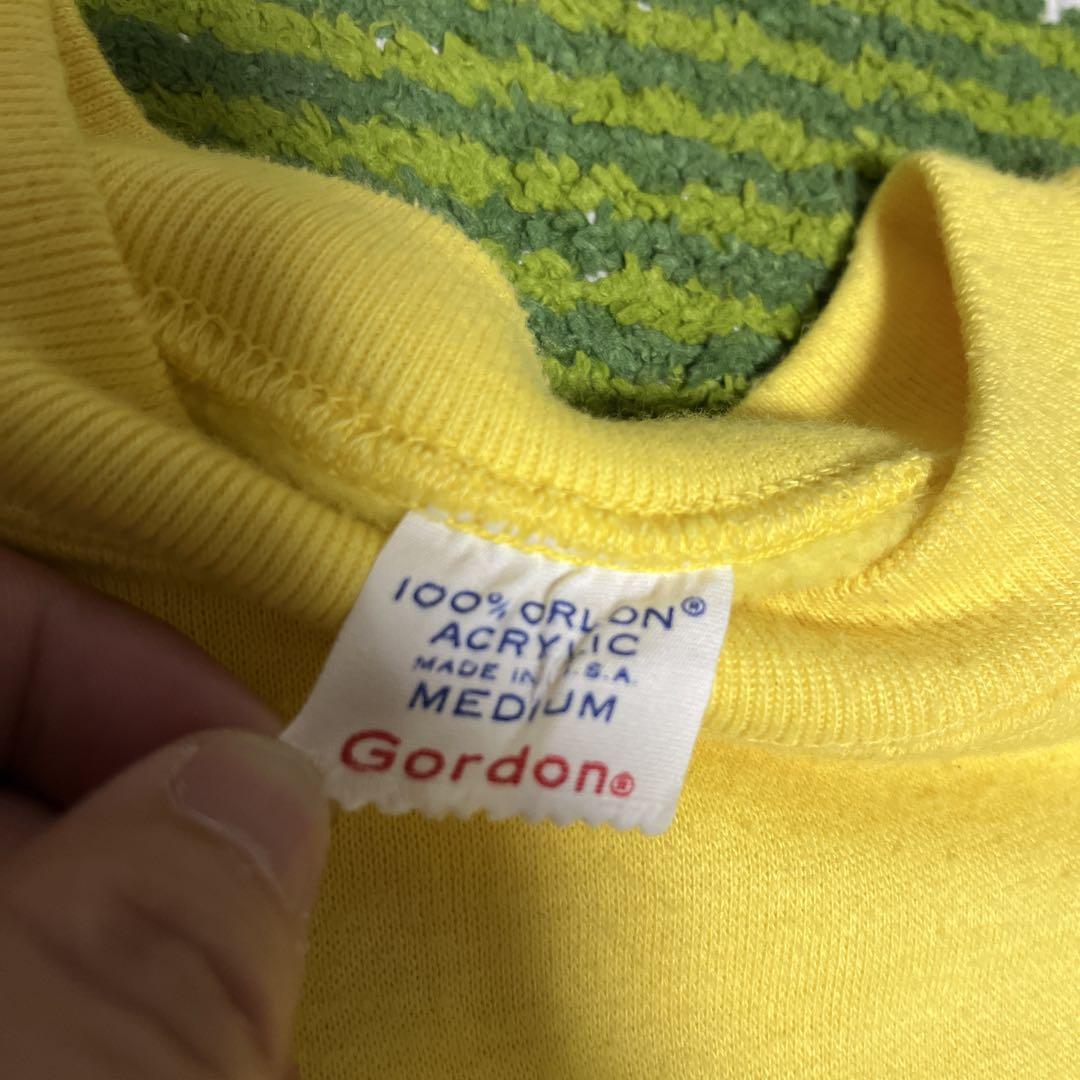 100% ORLON®
ACRYLIC
MADE IN U.S.A.
MEDIUM
Gordon®